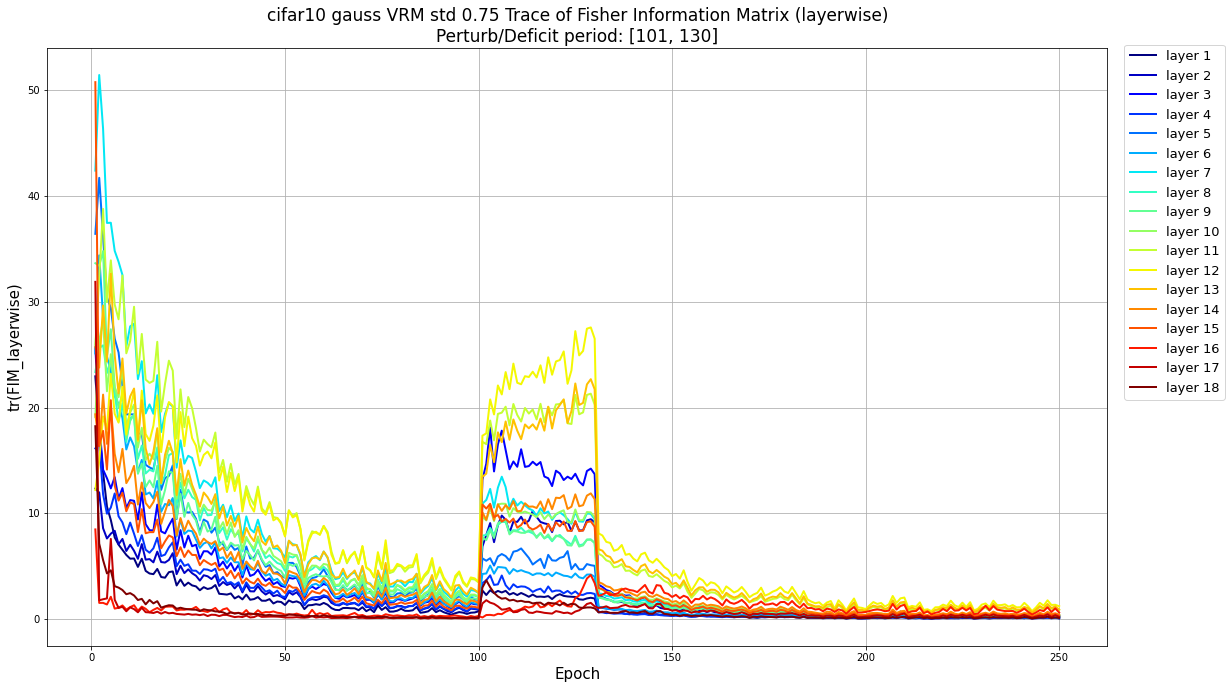 cifar10 gauss VRM std 0.75 Trace of Fisher Information Matrix (layerwise)
Perturb/Deficit period: [101, 130]
tr(FIM_layerwise)
50
40
30
20
10
0
0 50 100 150 200 250
Epoch
layer 1
layer 2
layer 3
layer 4
layer 5
layer 6
layer 7
layer 8
layer 9
layer 10
layer 11
layer 12
layer 13
layer 14
layer 15
layer 16
layer 17
layer 18